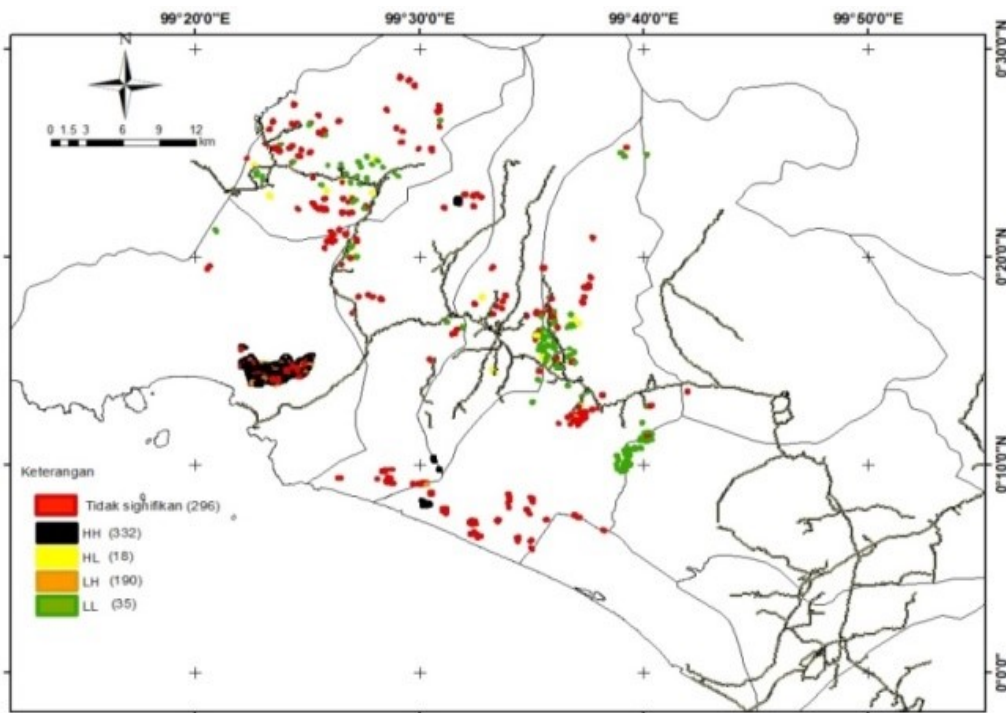 99°20'0"E 99°30'0"E 99°40'0"E 99°50'0"E
N
0 1.5 3 6 9 12
km
0°30'0"N
0°20'0"N
0°10'0"N
0°0'0"
Keterangan
Tidak signifikan (296)
HH (332)
HL (18)
LH (190)
LL (35)